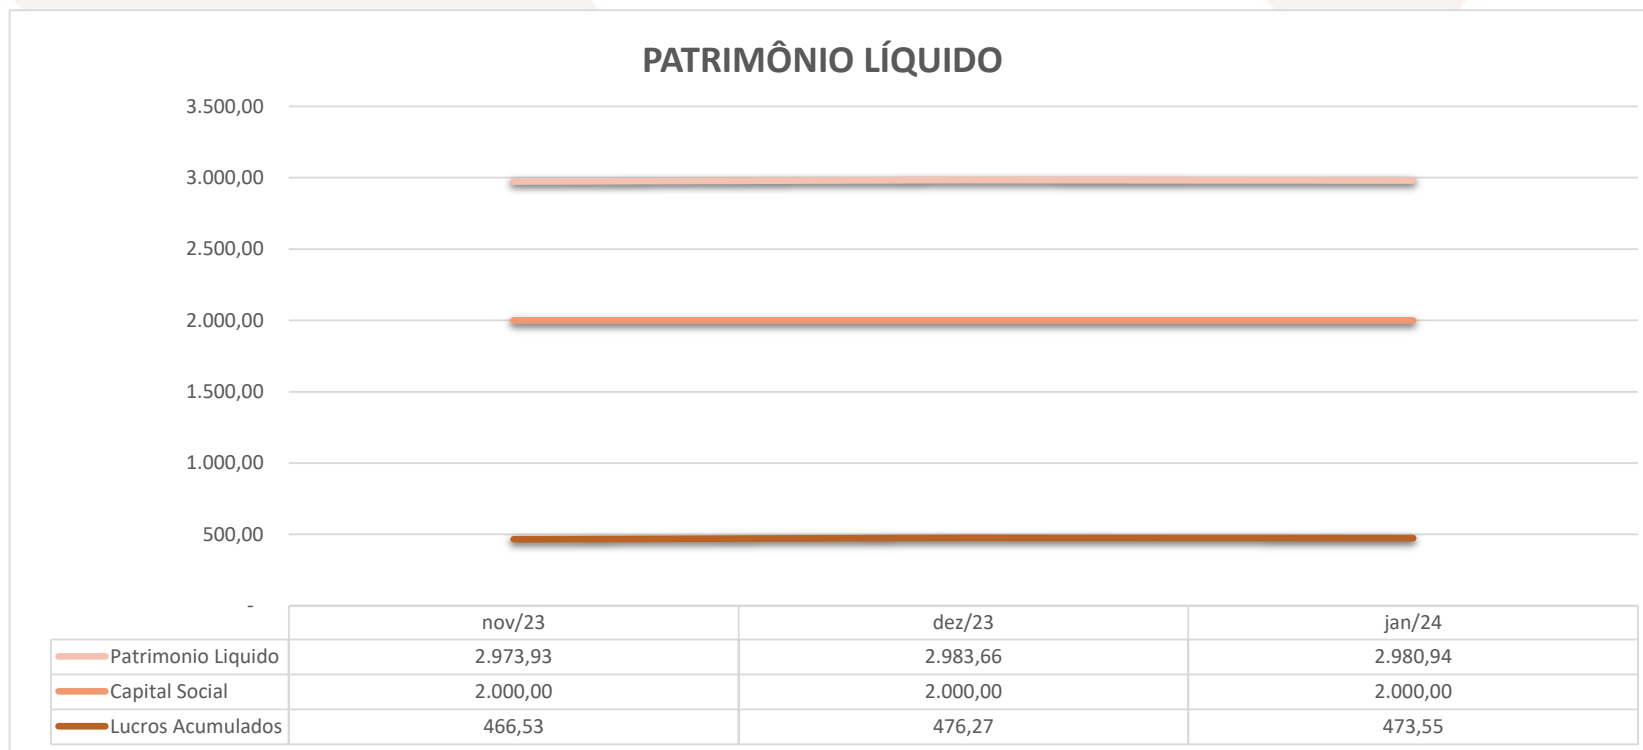 PATRIMÔNIO LÍQUIDO
3.500,00
3.000,00
2.500,00
2.000,00
1.500,00
1.000,00
500,00
-
nov/23 dez/23 jan/24
Patrimonio Liquido 2.973,93 2.983,66 2.980,94
Capital Social 2.000,00 2.000,00 2.000,00
Lucros Acumulados 466,53 476,27 473,55